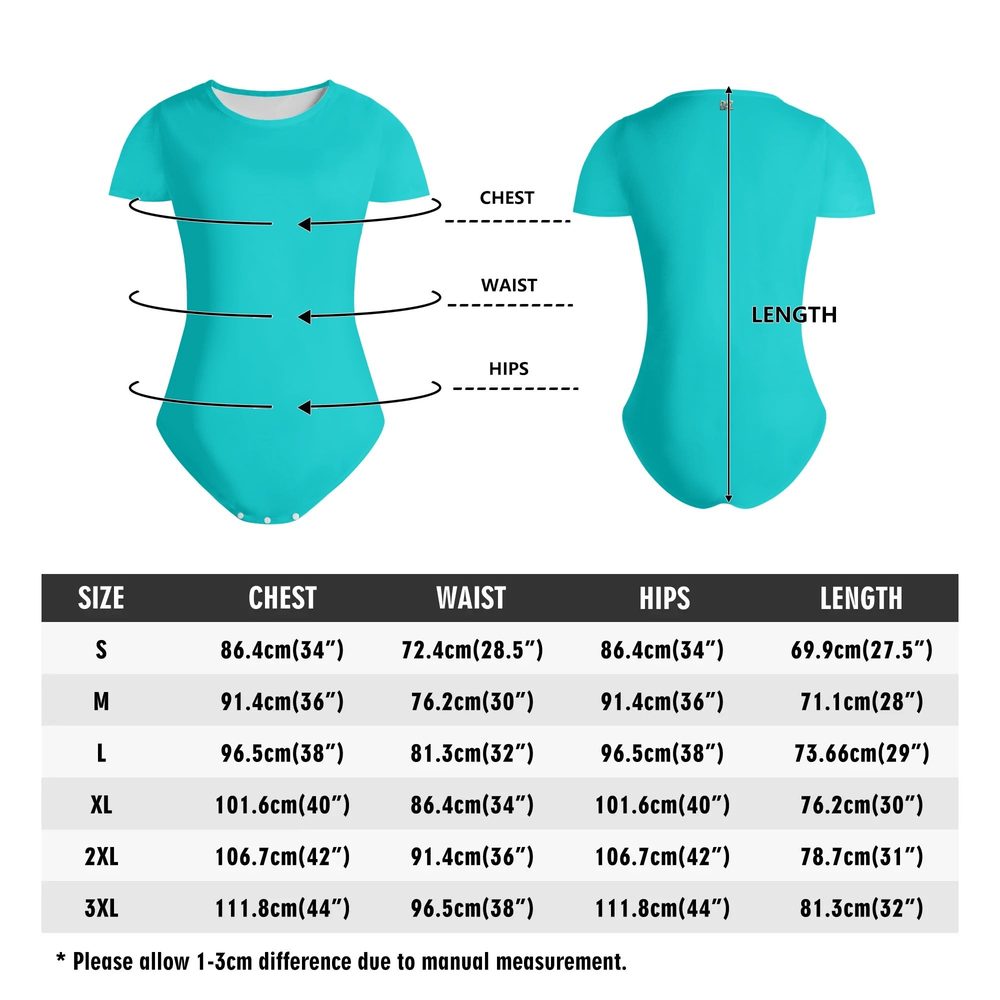 CHEST
WAIST
LENGTH
HIPS
SIZE CHEST WAIST HIPS LENGTH
S 86.4cm(34”) 72.4cm(28.5”) 86.4cm(34”) 69.9cm(27.5”)
M 91.4cm(36”) 76.2cm(30”) 91.4cm(36”) 71.1cm(28”)
L 96.5cm(38”) 81.3cm(32”) 96.5cm(38”) 73.66cm(29”)
XL 101.6cm(40”) 86.4cm(34”) 101.6cm(40”) 76.2cm(30”)
2XL 106.7cm(42”) 91.4cm(36”) 106.7cm(42”) 78.7cm(31”)
3XL 111.8cm(44”) 96.5cm(38”) 111.8cm(44”) 81.3cm(32”)
* Please allow 1-3cm difference due to manual measurement.